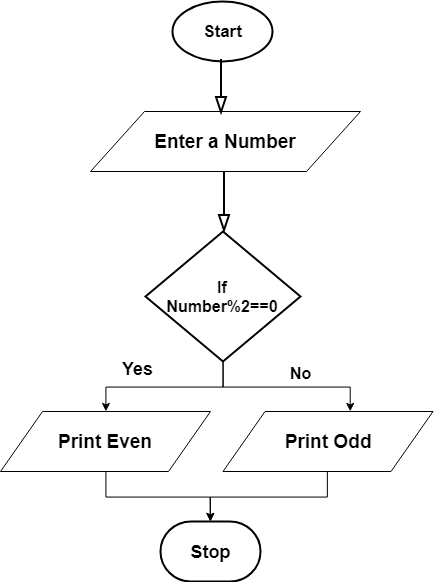 Start
Enter a Number
If
Number%2==0
Yes
No
Print Even
Print Odd
Stop